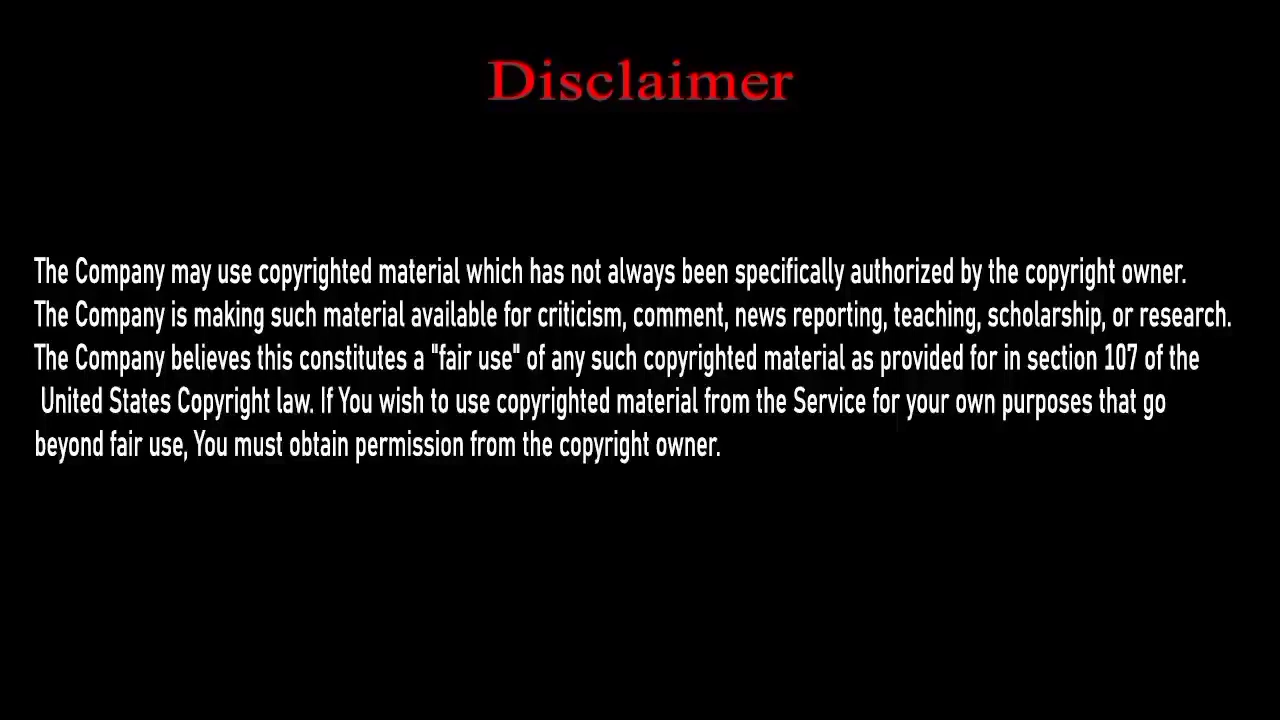 Disclaimer
The Company may use copyrighted material which has not always been specifically authorized by the copyright owner.
The Company is making such material available for criticism, comment, news reporting, teaching, scholarship, or research.
The Company believes this constitutes a "fair use" of any such copyrighted material as provided for in section 107 of the
United States Copyright law. If You wish to use copyrighted material from the Service for your own purposes that go
beyond fair use, You must obtain permission from the copyright owner.